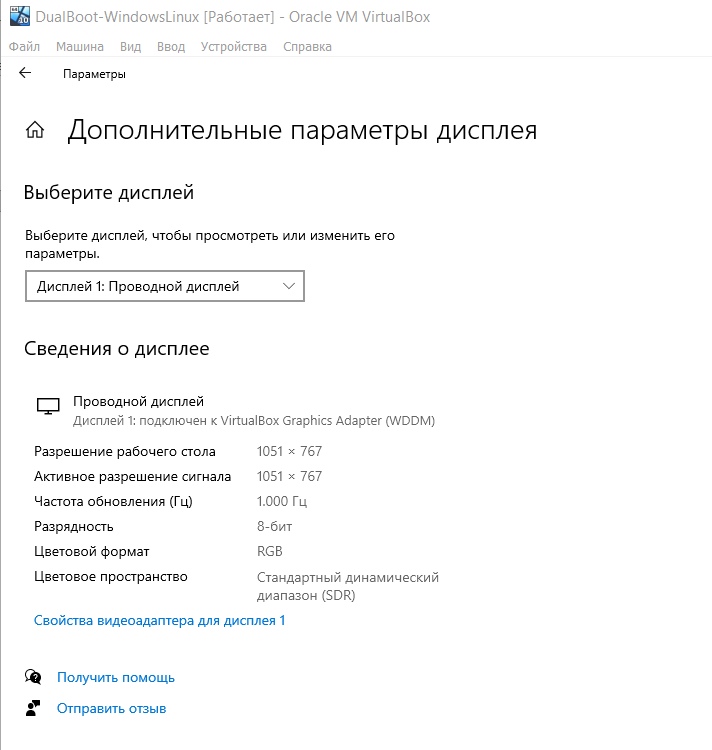 DualBoot-WindowsLinux [Работает] - Oracle VM VirtualBox
Файл Машина Вид Ввод Устройства Справка
Параметры
Дополнительные параметры дисплея
Выберите дисплей
Выберите дисплей, чтобы просмотреть или изменить его
параметры.
Дисплей 1: Проводной дисплей
Сведения о дисплее
Проводной дисплей
Дисплей 1: подключен к VirtualBox Graphics Adapter (WDDM)
Разрешение рабочего стола 1051 × 767
Активное разрешение сигнала 1051 × 767
Частота обновления (Гц) 1.000 Гц
Разрядность 8-бит
Цветовой формат RGB
Цветовое пространство Стандартный динамический
диапазон (SDR)
Свойства видеоадаптера для дисплея 1
Получить помощь
Отправить отзыв